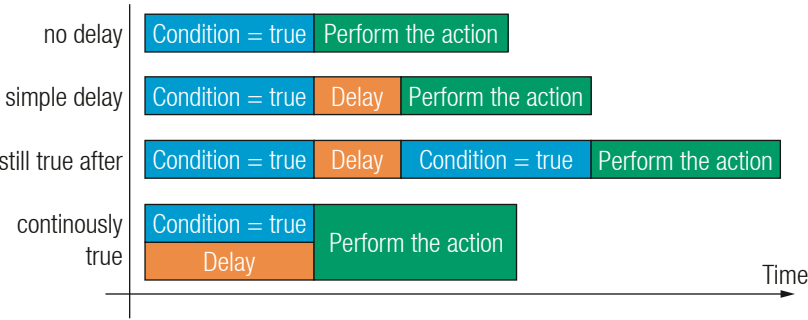 no delay Condition = true Perform the action
simple delay Condition = true Delay Perform the action
still true after Condition = true Delay Condition = true Perform the action
continously
true
Condition = true
Delay
Perform the action
Time